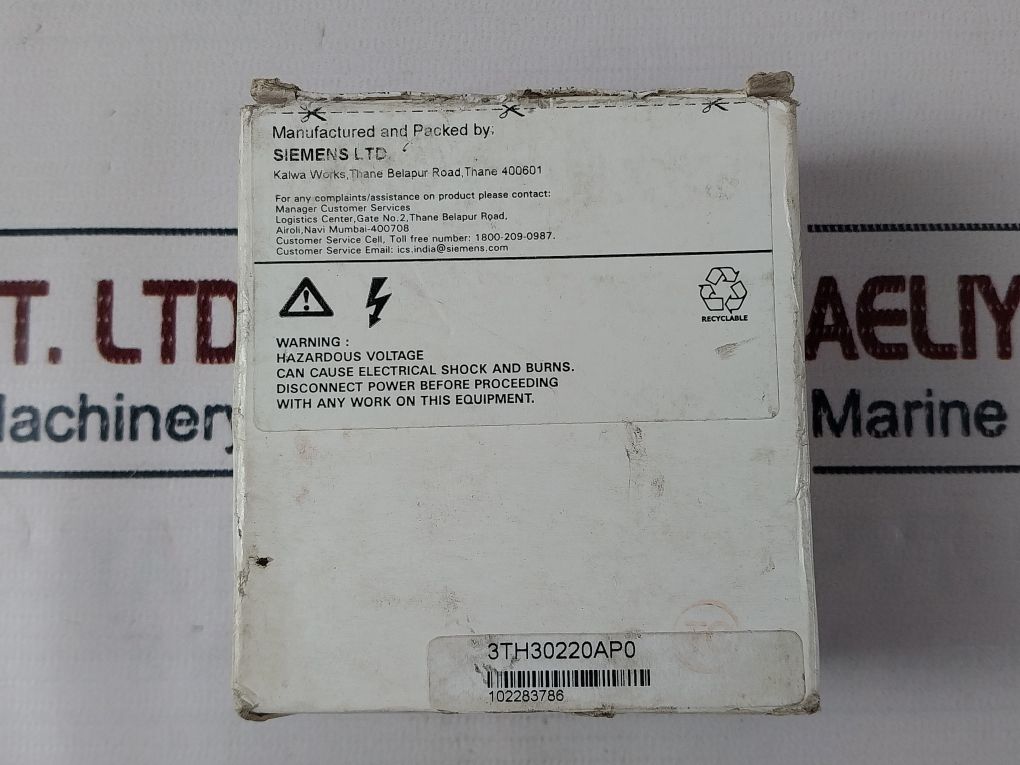 Manufactured and Packed by:
SIEMENS LTD.
Kalwa Works,Thane Belapur Road,Thane 400601
For any complaints/assistance on product please contact:
Manager Customer Services
Logistics Center,Gate No.2,Thane Belapur Road,
Airoli,Navi Mumbai-400708
Customer Service Cell, Toll free number: 1800-209-0987.
Customer Service Email: ics.india@siemens.com
RECYCLABLE
WARNING :
HAZARDOUS VOLTAGE
CAN CAUSE ELECTRICAL SHOCK AND BURNS.
DISCONNECT POWER BEFORE PROCEEDING
WITH ANY WORK ON THIS EQUIPMENT.
T. LTD
AELIY
achinery
Marine
3TH30220AP0
102283786